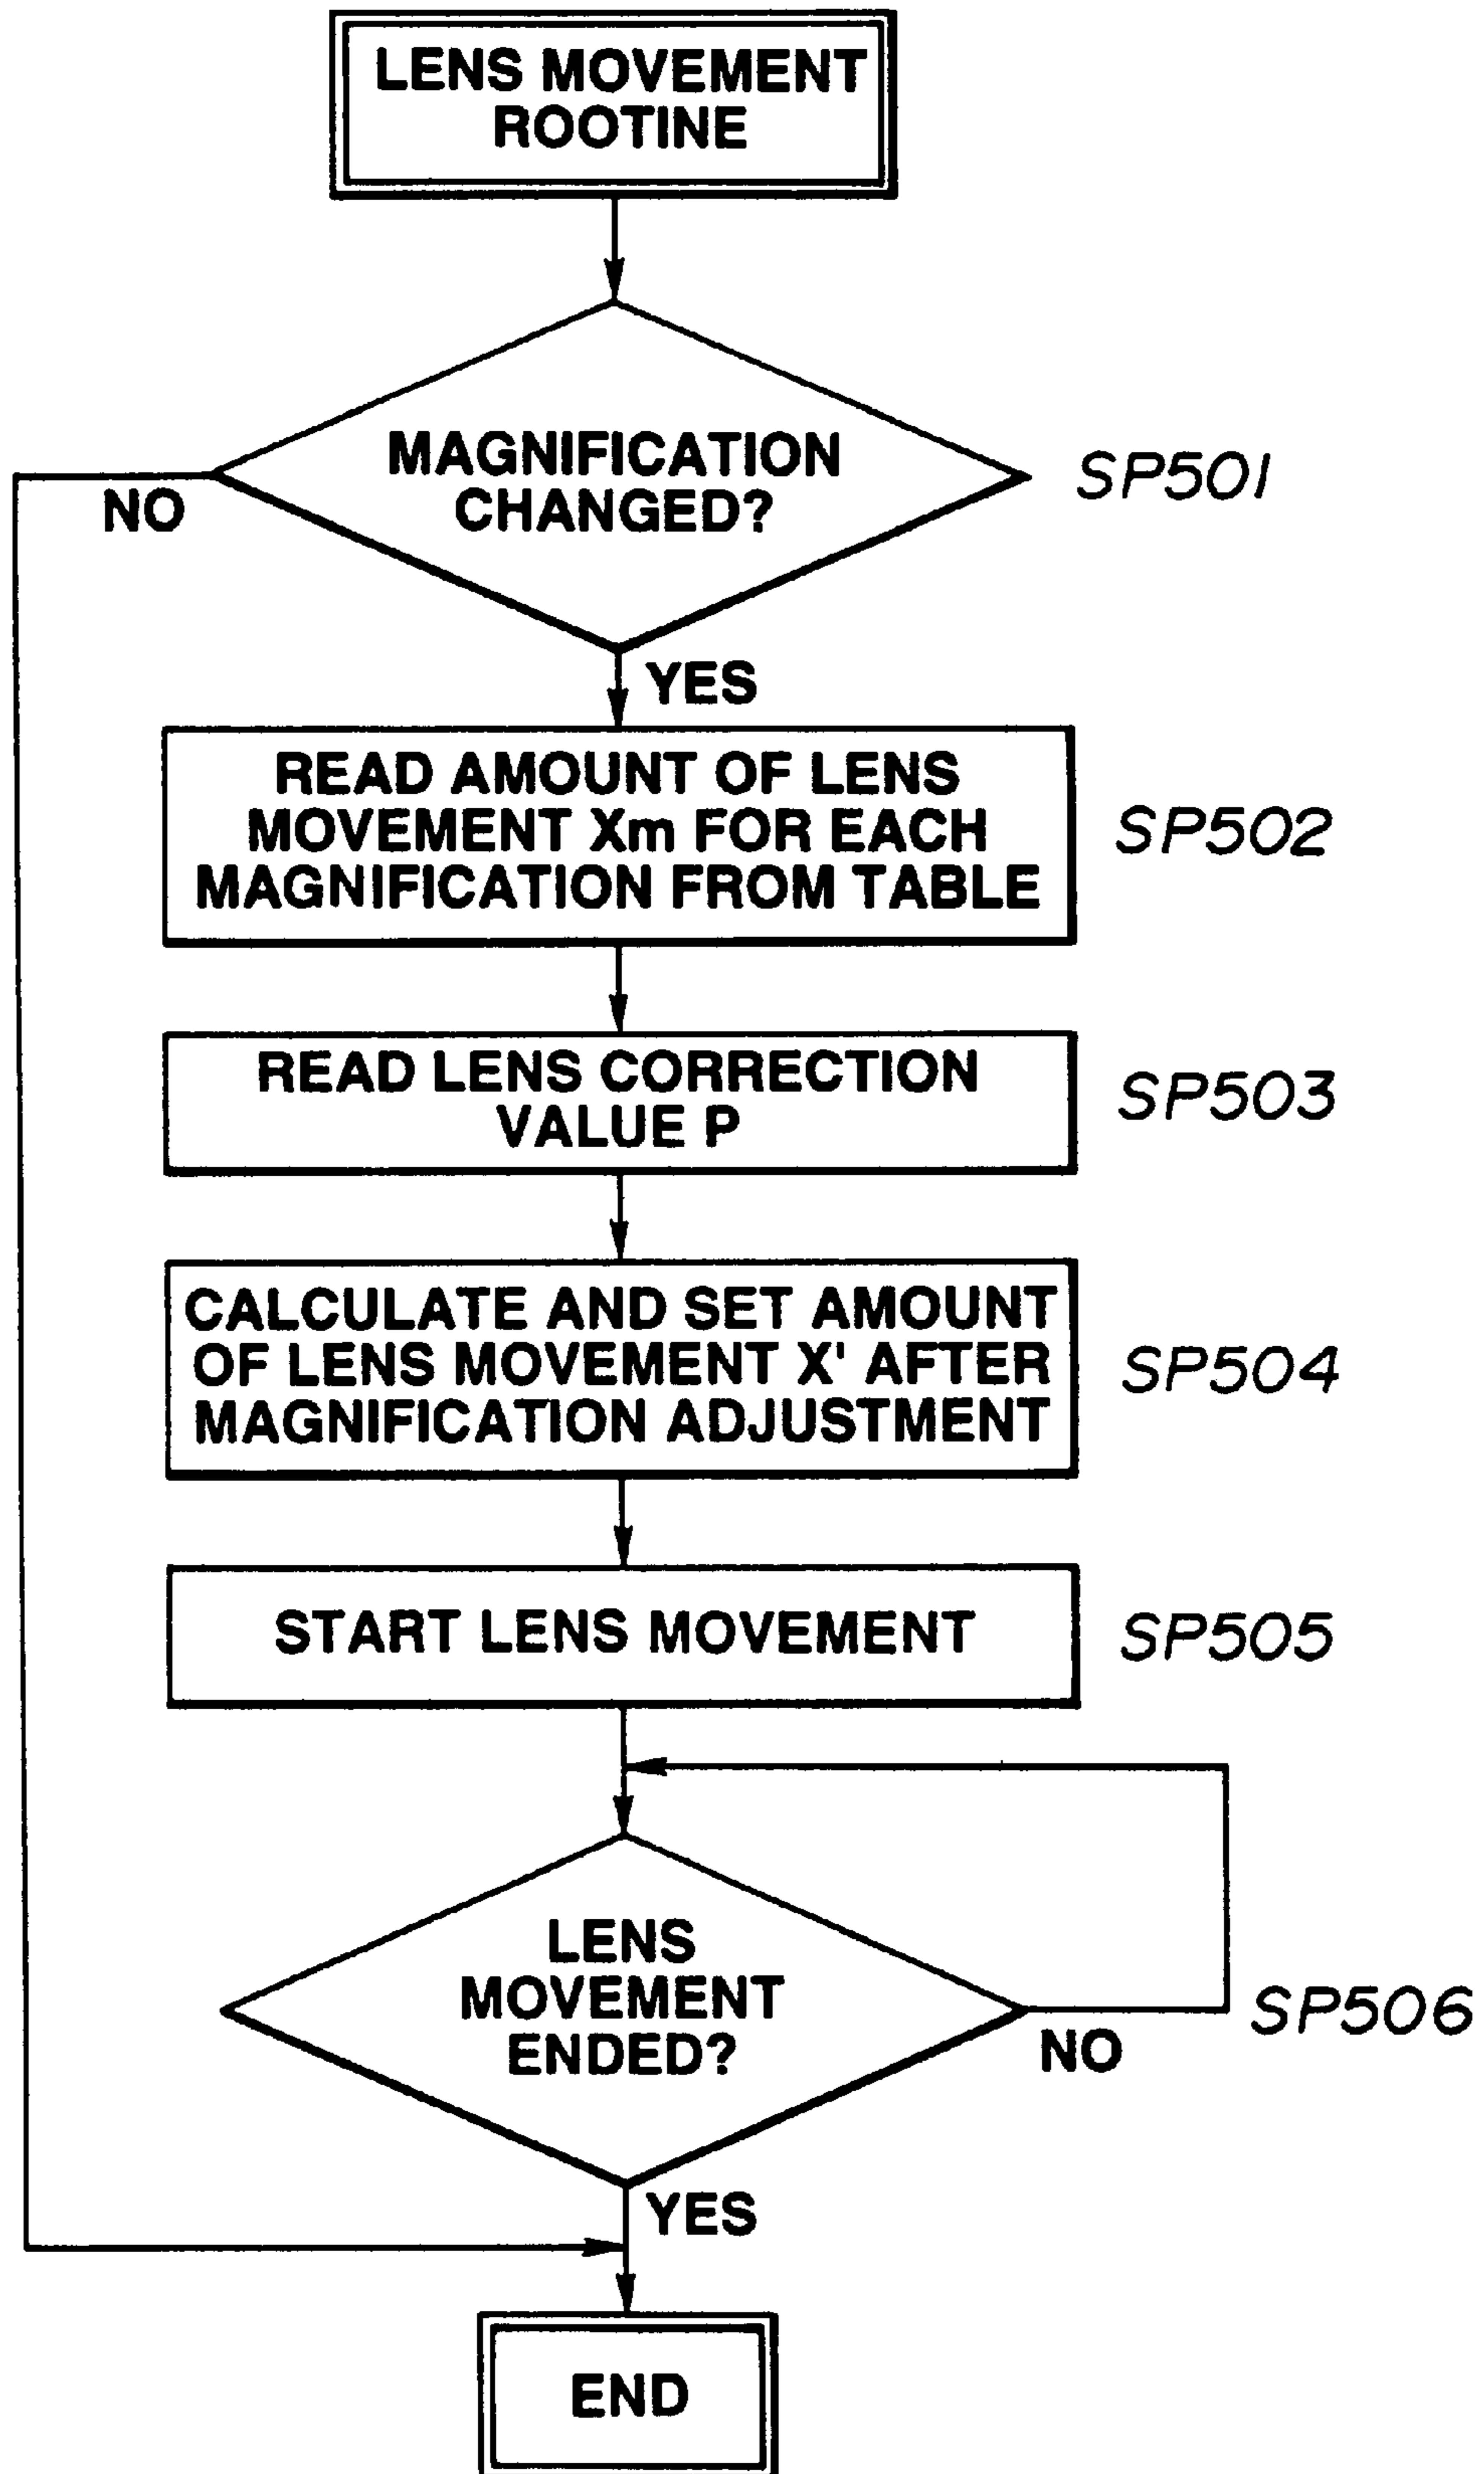 LENS MOVEMENT
ROOTINE
MAGNIFICATION
CHANGED?
SP501
NO
YES
READ AMOUNT OF LENS
MOVEMENT Xm FOR EACH
MAGNIFICATION FROM TABLE
SP502
READ LENS CORRECTION
VALUE P
SP503
CALCULATE AND SET AMOUNT
OF LENS MOVEMENT X' AFTER
MAGNIFICATION ADJUSTMENT
SP504
START LENS MOVEMENT
SP505
LENS
MOVEMENT
ENDED?
SP506
NO
YES
END